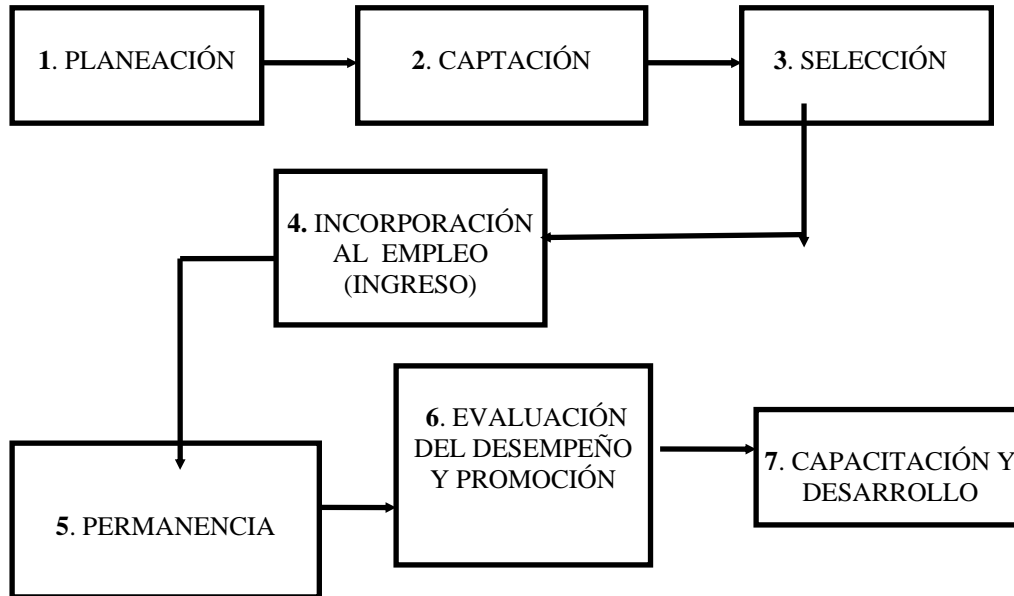 1. PLANEACIÓN
2. CAPTACIÓN
3. SELECCIÓN
4. INCORPORACIÓN
AL EMPLEO
(INGRESO)
5. PERMANENCIA
6. EVALUACIÓN
DEL DESEMPEÑO
Y PROMOCIÓN
7. CAPACITACIÓN Y
DESARROLLO